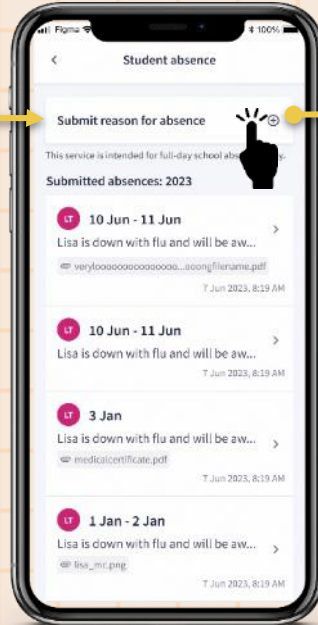 Figma 100%
Student absence
Submit reason for absence
This service is intended for full-day school
Submitted absences: 2023
LT 10 Jun - 11 Jun
Lisa is down with flu and will be aw...
verylooooooooooooooo...ooongfilename.pdf
7 Jun 2023, 8:19 AM
LT 10 Jun - 11 Jun
Lisa is down with flu and will be aw...
7 Jun 2023, 8:19 AM
LT 3 Jan
Lisa is down with flu and will be aw...
medicalcertificate.pdf
7 Jun 2023, 8:19 AM
LT 1 Jan - 2 Jan
Lisa is down with flu and will be aw...
lisa_mc.png
7 Jun 2023, 8:19 AM